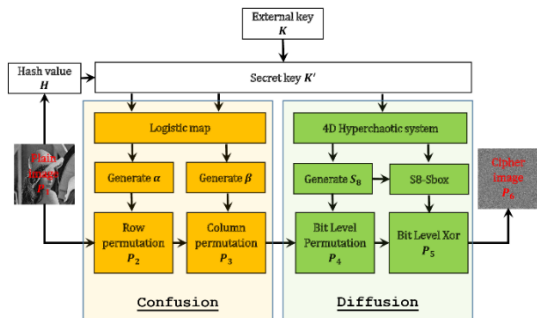 External key
K
Hash value
H
Secret key K′
Logistic map
4D Hyperchaotic system
Plain
Image
P
Cipher
image
P₆
Generate α
Generate β
Generate S₈
S8-Sbox
Row
permutation
P₂
Column
permutation
P₃
Bit Level
Permutation
P₄
Bit Level Xor
P₅
Confusion
Diffusion